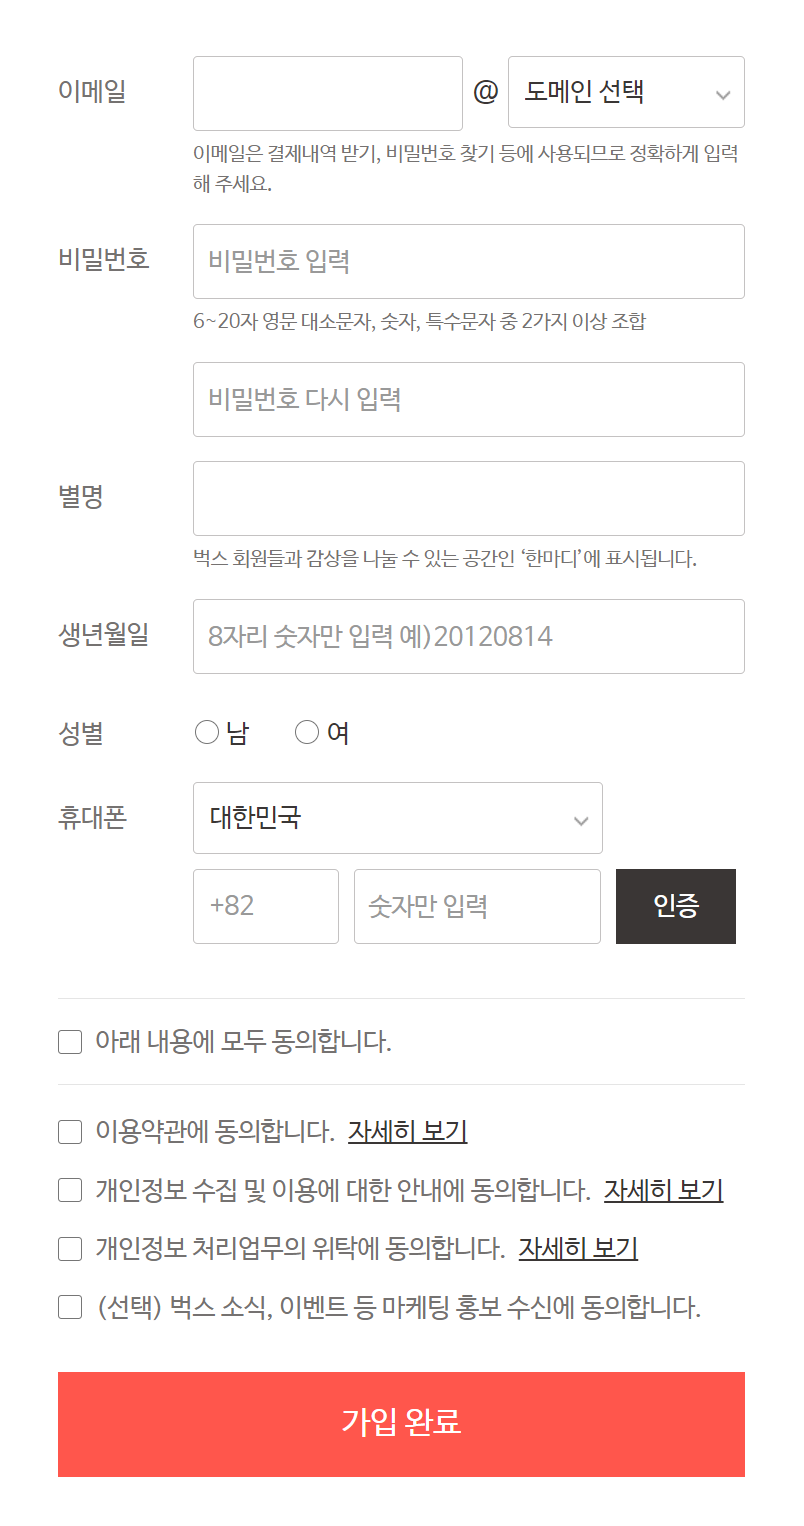 이메일 @ 도메인 선택
이메일은 결제내역 받기, 비밀번호 찾기 등에 사용되므로 정확하게 입력
해 주세요.
비밀번호 비밀번호 입력
6~20자 영문 대소문자, 숫자, 특수문자 중 2가지 이상 조합
비밀번호 다시 입력
별명
벅스 회원들과 감상을 나눌 수 있는 공간인 ‘한마디’에 표시됩니다.
생년월일 8자리 숫자만 입력 예)20120814
성별 남 여
휴대폰 대한민국
+82 숫자만 입력 인증
아래 내용에 모두 동의합니다.
이용약관에 동의합니다. 자세히 보기
개인정보 수집 및 이용에 대한 안내에 동의합니다. 자세히 보기
개인정보 처리업무의 위탁에 동의합니다. 자세히 보기
(선택) 벅스 소식, 이벤트 등 마케팅 홍보 수신에 동의합니다.
가입 완료